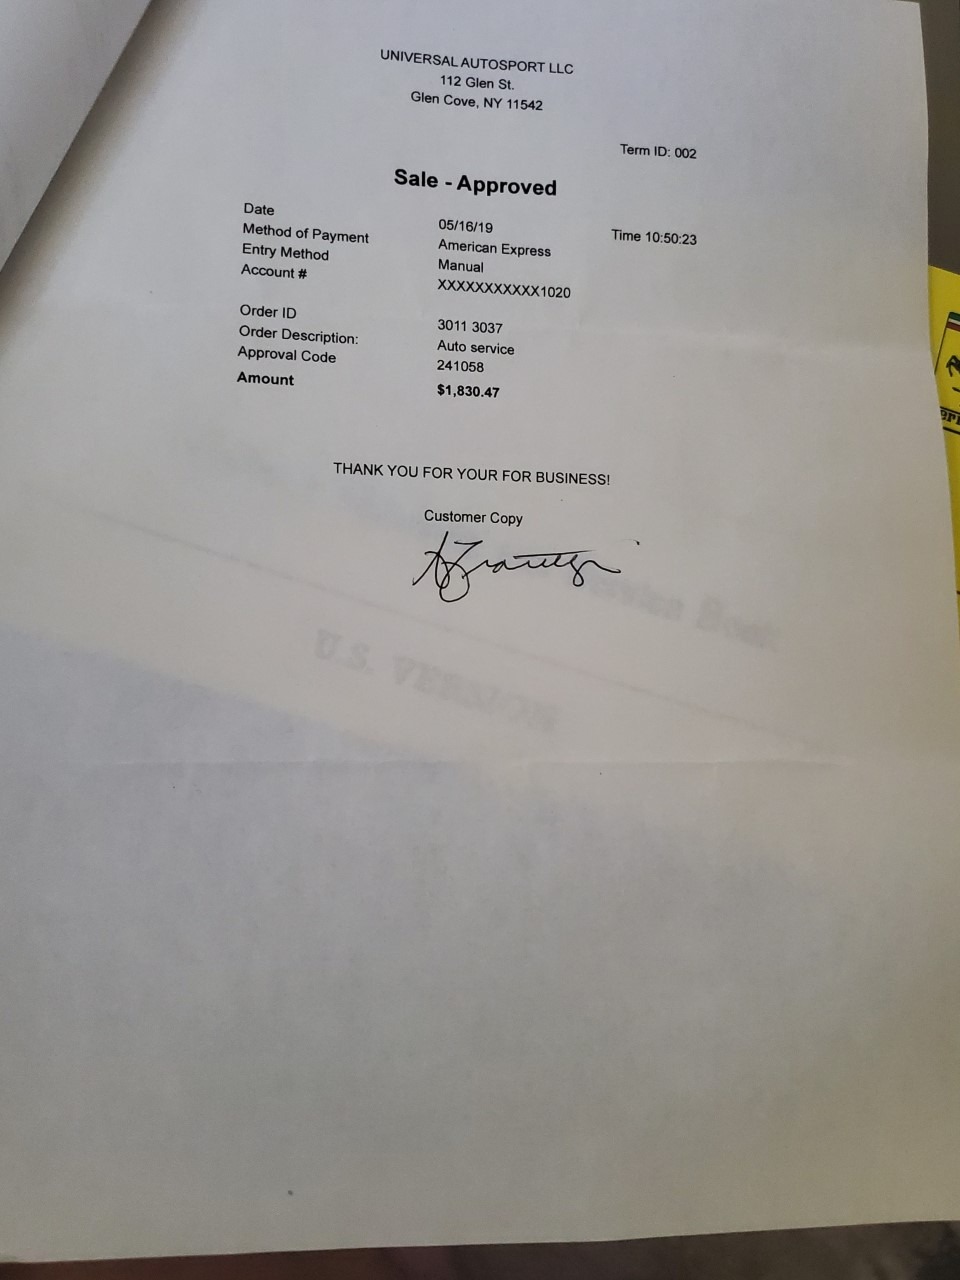 UNIVERSAL AUTOSPORT LLC
112 Glen St.
Glen Cove, NY 11542
Term ID: 002
Sale - Approved
Date 05/16/19 Time 10:50:23
Method of Payment American Express
Entry Method Manual
Account # XXXXXXXXXXX1020
Order ID 3011 3037
Order Description: Auto service
Approval Code 241058
Amount $1,830.47
THANK YOU FOR YOUR FOR BUSINESS!
Customer Copy
U.S. VERSION